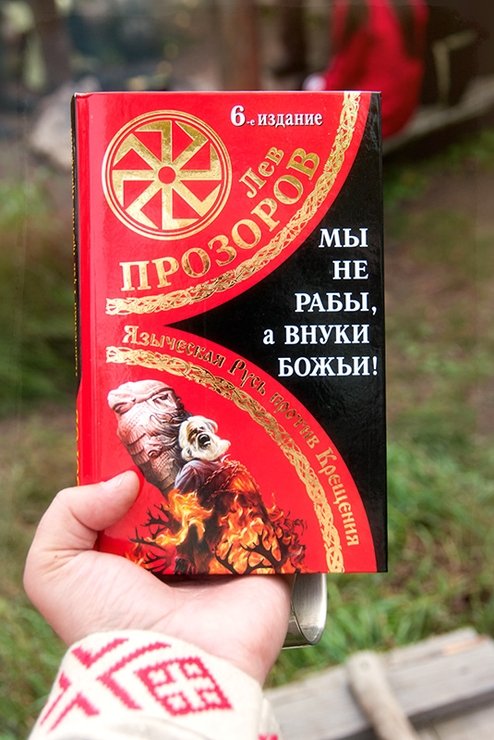 6-е издание
Лев
ПРОЗОРОВ
МЫ
НЕ
РАБЫ,
а ВНУКИ
БОЖЬИ!
Языческая Русь против Крещения